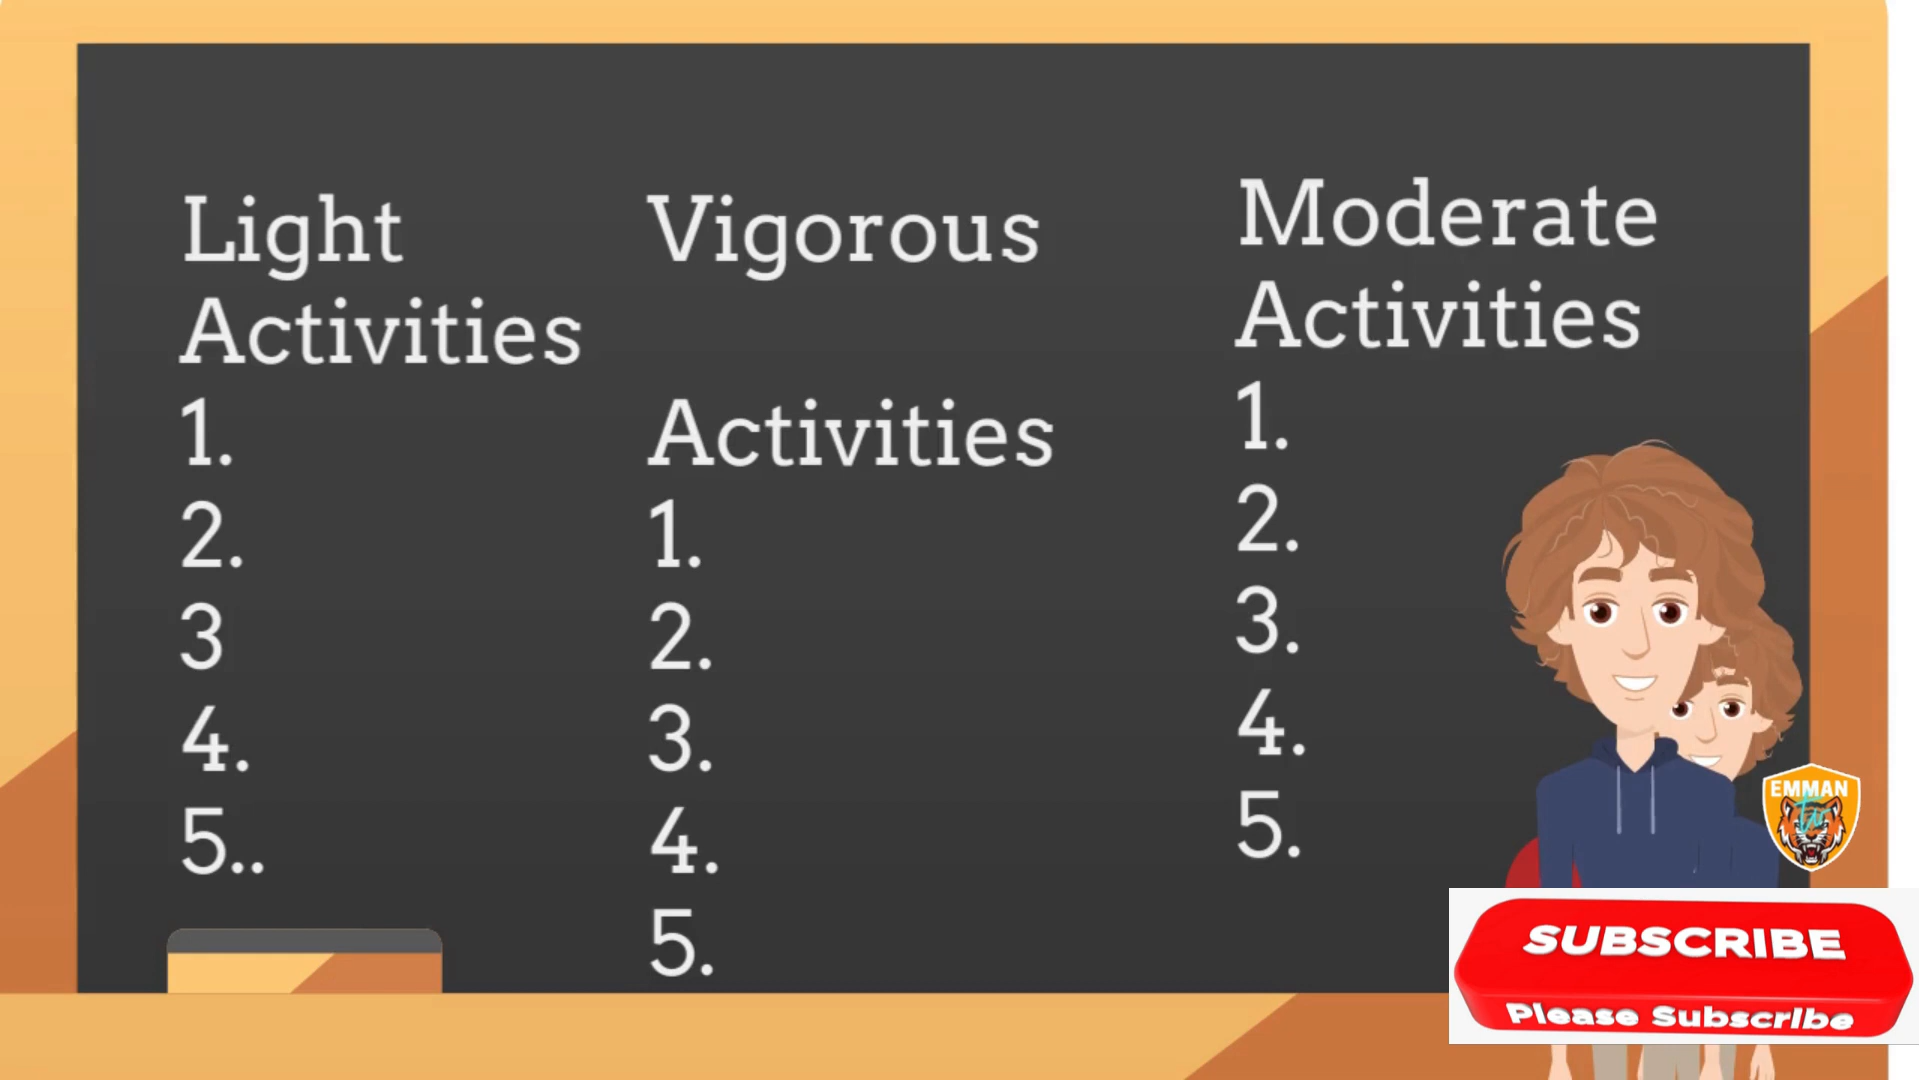 Light
Activities
1.
2.
3
4.
5..
Vigorous
Activities
1.
2.
3.
4.
5.
Moderate
Activities
1.
2.
3.
4.
5.
EMMAN
tv
SUBSCRIBE
Please Subscribe